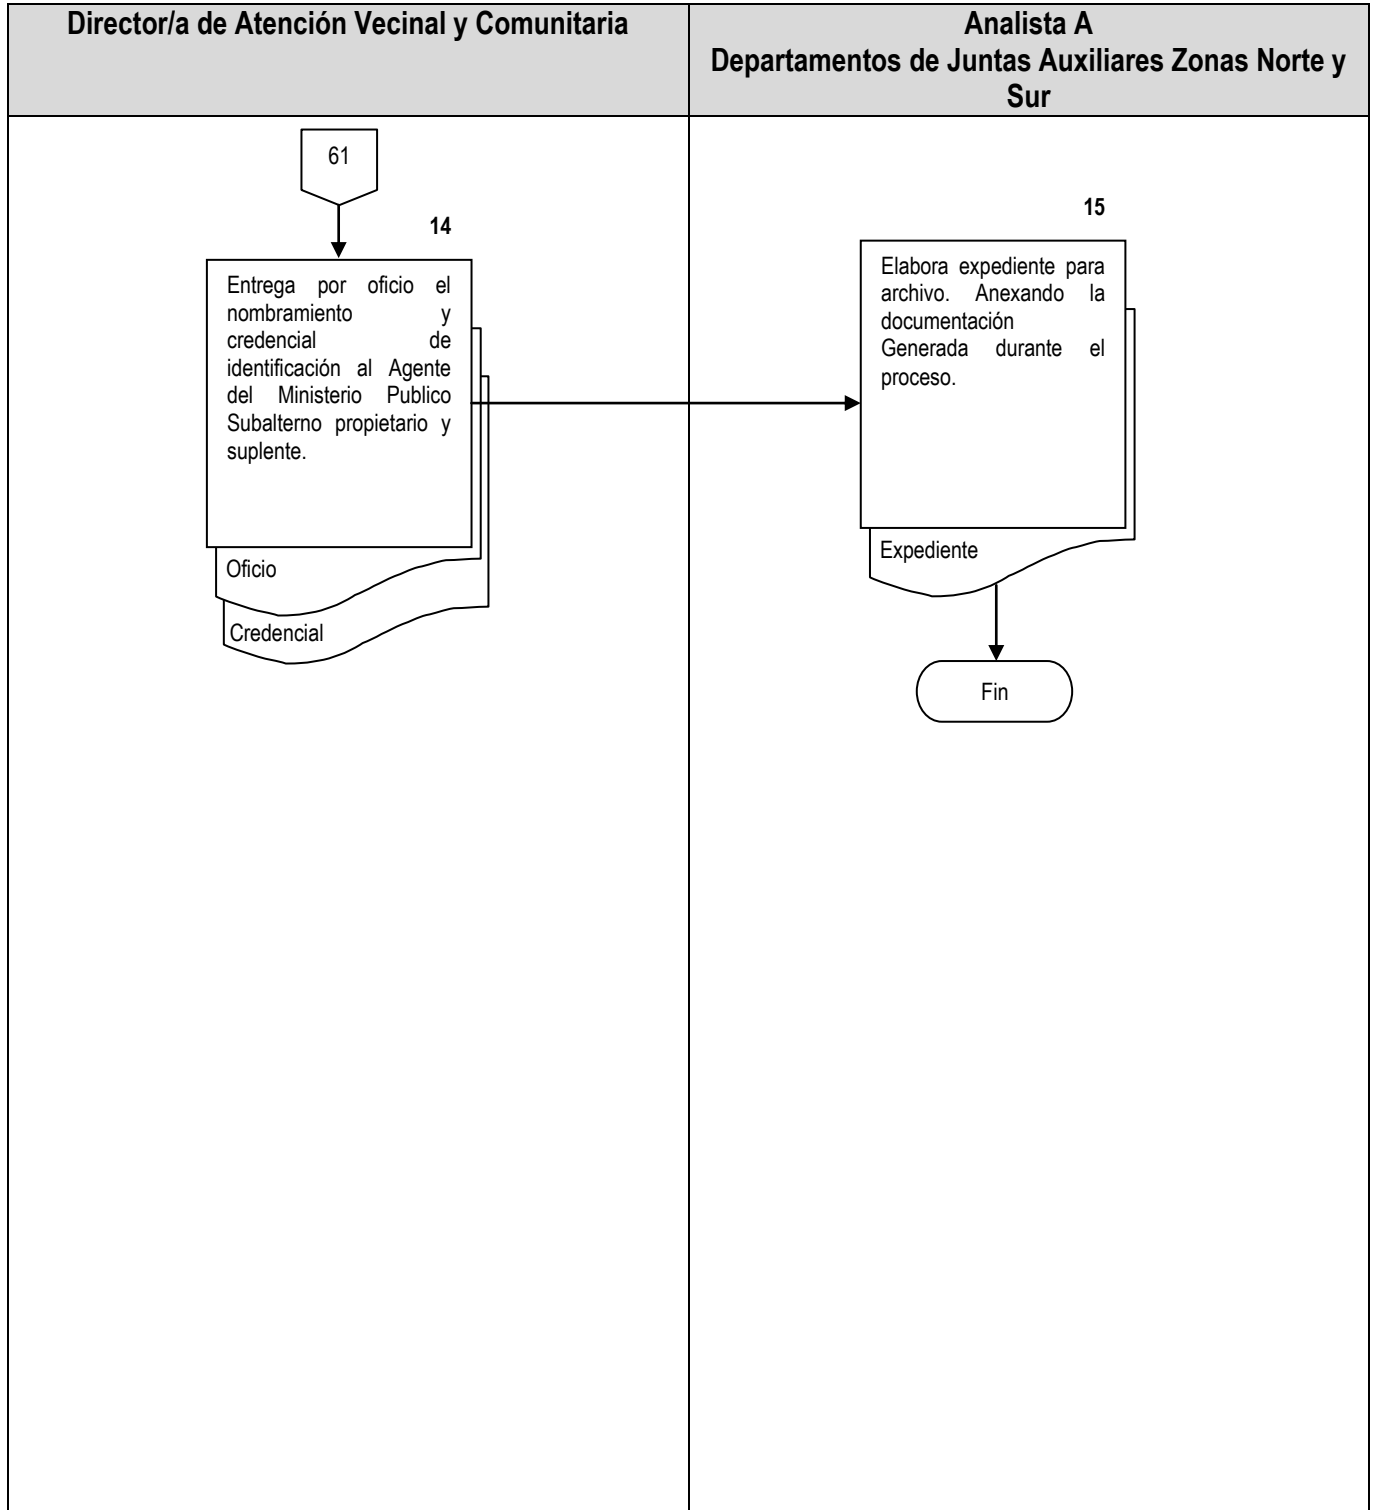 Director/a de Atención Vecinal y Comunitaria
Analista A
Departamentos de Juntas Auxiliares Zonas Norte y
Sur
61
14
Entrega por oficio el
nombramiento y
credencial de
identificación al Agente
del Ministerio Publico
Subalterno propietario y
suplente.
Oficio
Credencial
15
Elabora expediente para
archivo. Anexando la
documentación
Generada durante el
proceso.
Expediente
Fin